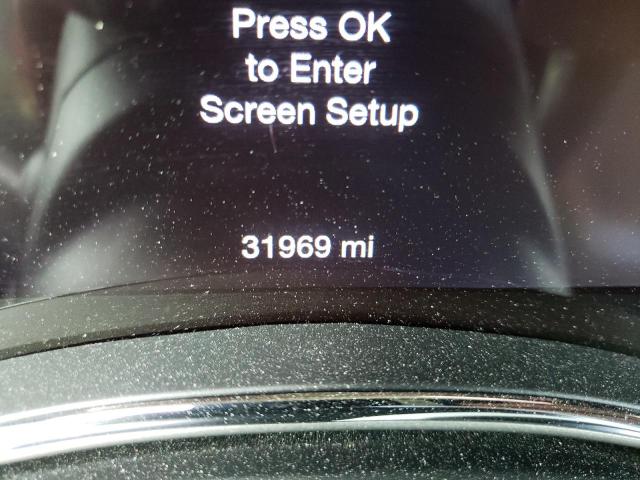 Press OK
to Enter
Screen Setup
31969 mi